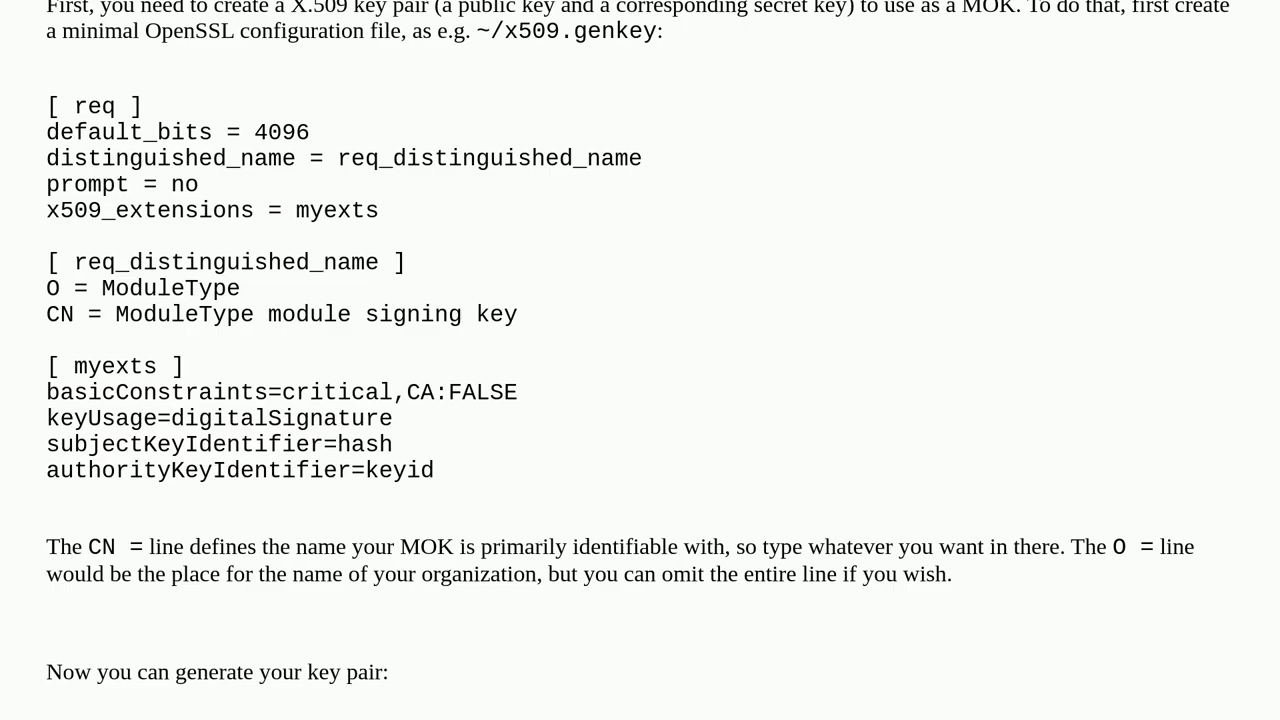 First, you need to create a X.509 key pair (a public key and a corresponding secret key) to use as a MOK. To do that, first create
a minimal OpenSSL configuration file, as e.g. ~/x509.genkey:
[ req ]
default_bits = 4096
distinguished_name = req_distinguished_name
prompt = no
x509_extensions = myexts
[ req_distinguished_name ]
O = ModuleType
CN = ModuleType module signing key
[ myexts ]
basicConstraints=critical,CA:FALSE
keyUsage=digitalSignature
subjectKeyIdentifier=hash
authorityKeyIdentifier=keyid
The CN = line defines the name your MOK is primarily identifiable with, so type whatever you want in there. The O = line
would be the place for the name of your organization, but you can omit the entire line if you wish.
Now you can generate your key pair: